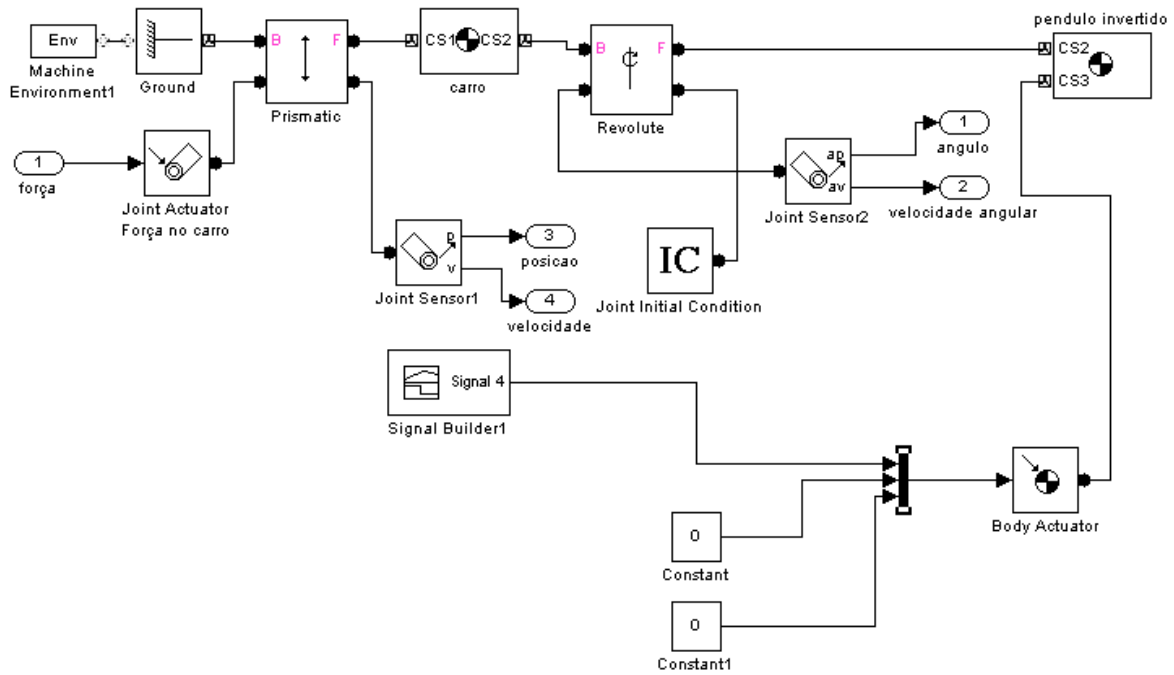 Env
Machine
Environment1
Ground
B
F
Prismatic
CS1
CS2
carro
B
F
Revolute
pendulo invertido
CS2
CS3
1
força
Joint Actuator
Força no carro
p
v
Joint Sensor1
3
posicao
4
velocidade
IC
Joint Initial Condition
ap
av
Joint Sensor2
1
angulo
2
velocidade angular
Signal 4
Signal Builder1
0
Constant
0
Constant1
Body Actuator